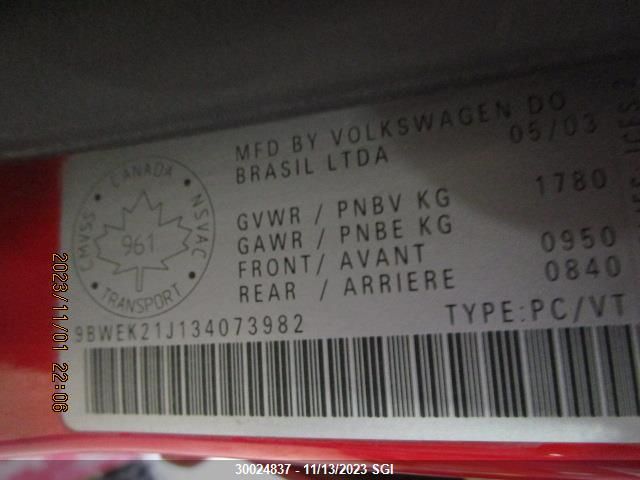 MFD BY VOLKSWAGEN DO
BRASIL LTDA 05/03
GVWR / PNBV KG 1780
GAWR / PNBE KG
FRONT/ AVANT 0950
REAR / ARRIERE 0840
CANADA
CMVSS
NSVAC
961
TRANSPORT
9BWEK21J134073982
TYPE:PC/VT
2023/11/01 22:06
30024837 - 11/13/2023 SGI